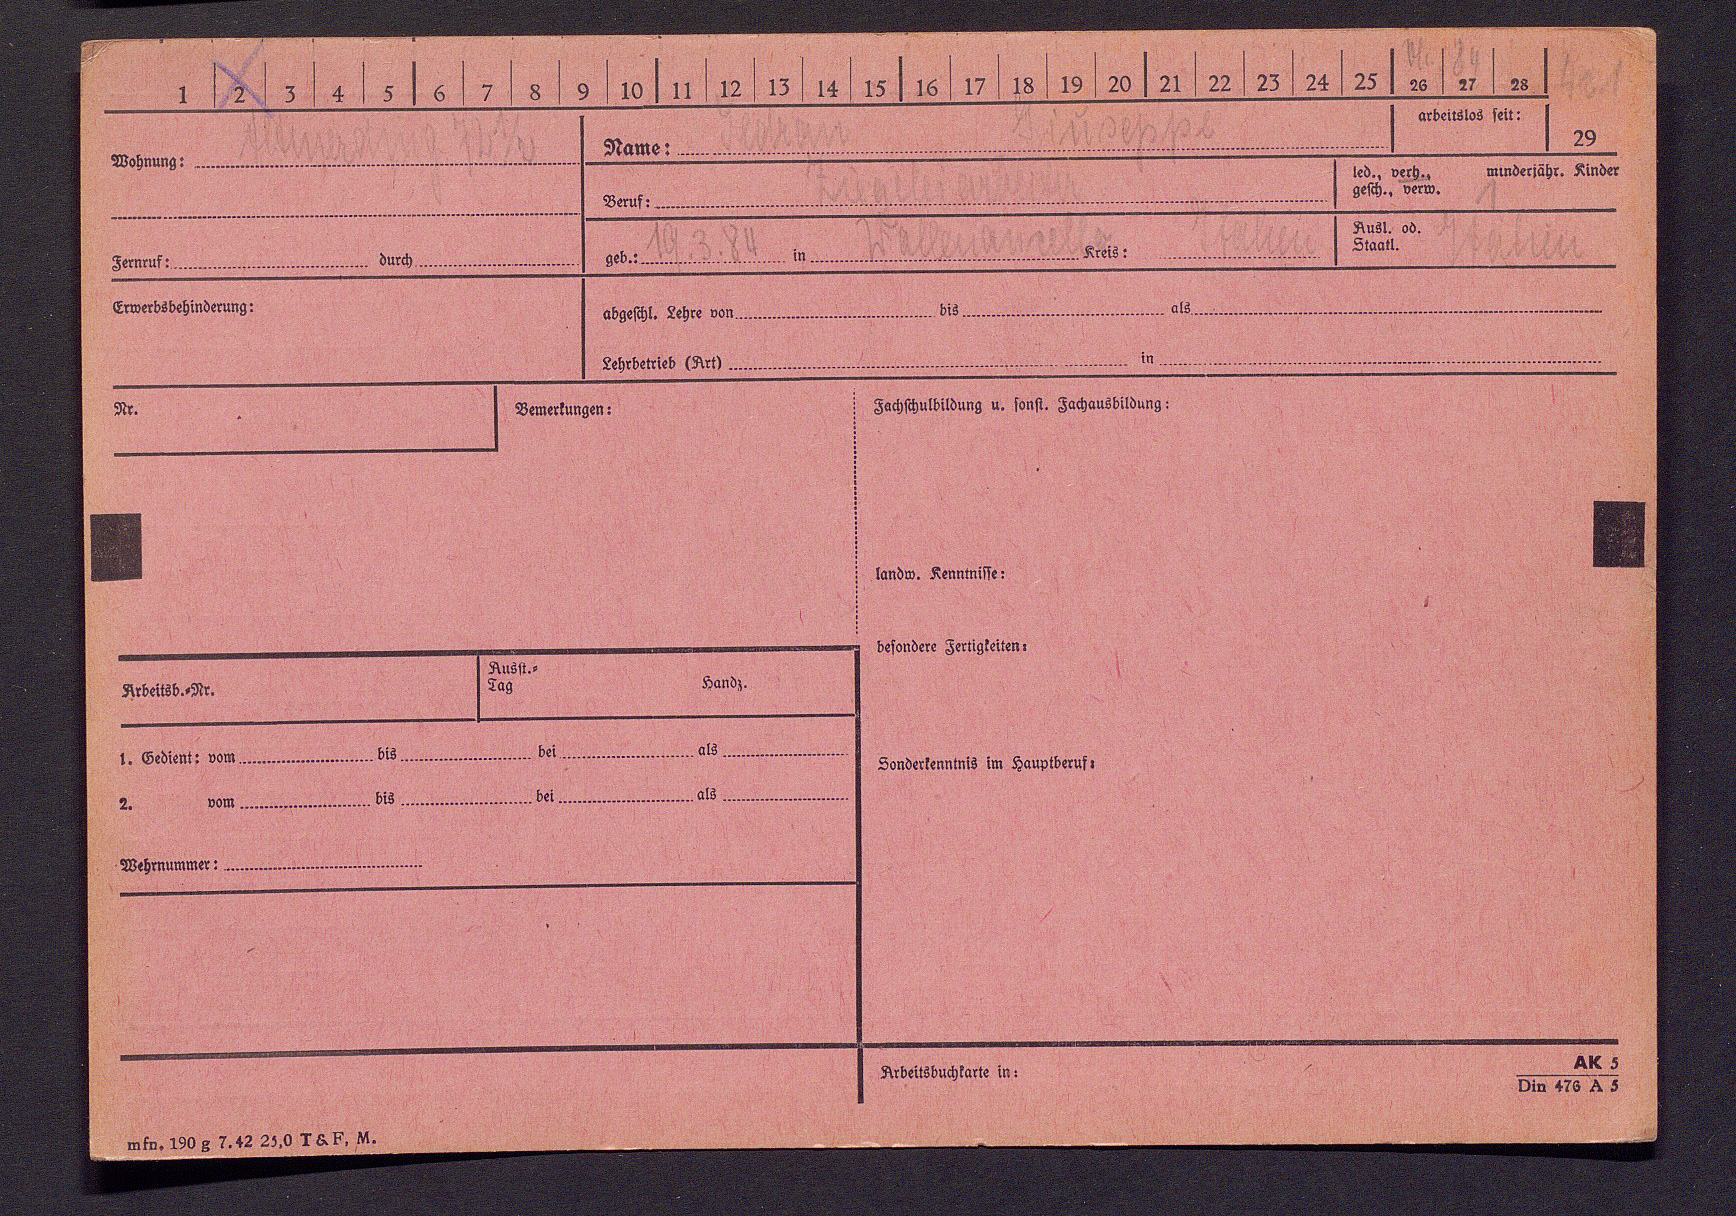 1 2 3 4 5 6 7 8 9 10 11 12 13 14 15 16 17 18 19 20 21 22 23 24 25 26 27 28
arbeitslos seit:
29
Wohnung:
Name: Giuseppe
led., verh., minderjähr. Kinder
gesch., verw. 1
Beruf:
Ausl. od.
Staatl. Italien
Fernruf: durch
geb.: 19.3.84 in Kreis: Italien
Erwerbsbehinderung:
abgeschl. Lehre von bis als
Lehrbetrieb (Art) in
Nr.
Bemerkungen:
Fachschulbildung u. sonst. Fachausbildung:
landw. Kenntnisse:
besondere Fertigkeiten:
Arbeitsb.-Nr.
Ausst.-
Tag Handz.
1. Gedient: vom bis bei als
2. vom bis bei als
Sonderkenntnis im Hauptberuf:
Wehrnummer:
Arbeitsbuchkarte in:
AK 5
Din 476 A 5
mfn. 190 g 7.42 25,0 T & F, M.